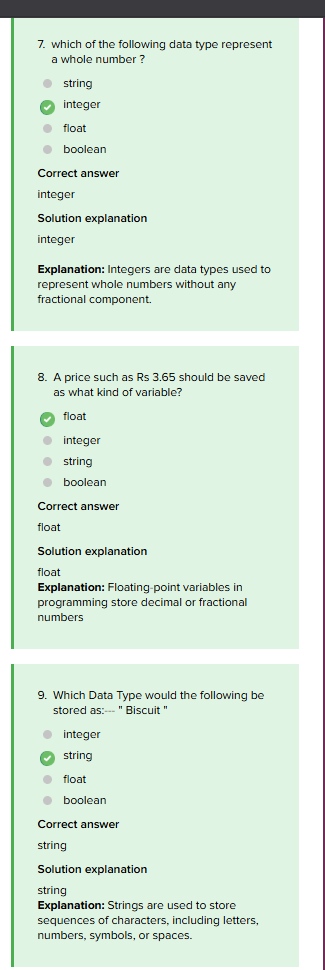 7. which of the following data type represent
a whole number ?
string
integer
float
boolean
Correct answer
integer
Solution explanation
integer
Explanation: Integers are data types used to
represent whole numbers without any
fractional component.
8. A price such as Rs 3.65 should be saved
as what kind of variable?
float
integer
string
boolean
Correct answer
float
Solution explanation
float
Explanation: Floating-point variables in
programming store decimal or fractional
numbers
9. Which Data Type would the following be
stored as:--- " Biscuit "
integer
string
float
boolean
Correct answer
string
Solution explanation
string
Explanation: Strings are used to store
sequences of characters, including letters,
numbers, symbols, or spaces.